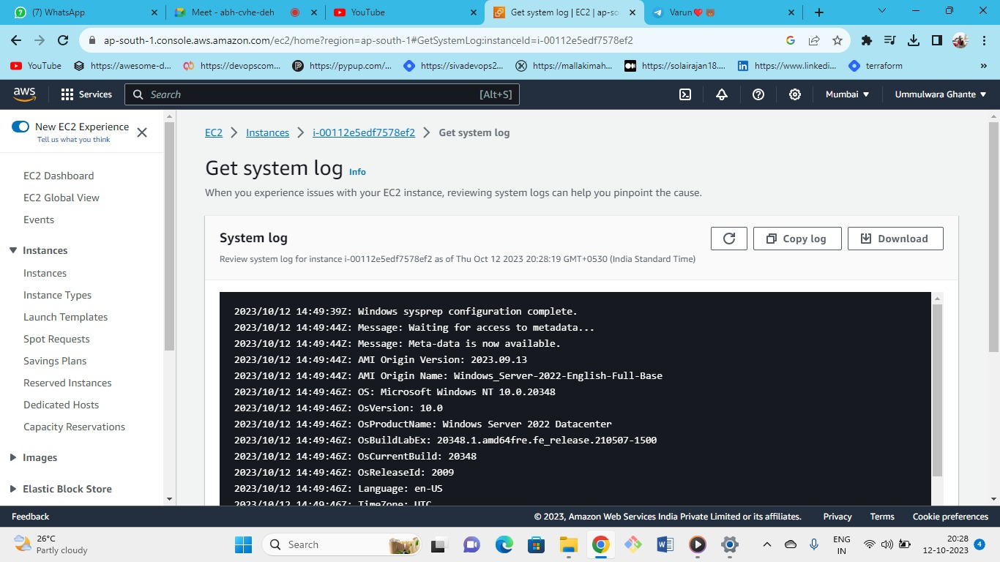 (7) WhatsApp
Meet - abh-cvhe-deh
YouTube
Get system log | EC2 | ap-so
Varun❤️ 🐻
ap-south-1.console.aws.amazon.com/ec2/home?region=ap-south-1#GetSystemLog:instanceId=i-00112e5edf7578ef2
YouTube
https://awesome-d...
https://devopscom...
https://pypup.com/...
https://sivadevops2...
https://mallakimah...
https://solairajan18....
https://www.linkedi...
terraform
aws
Services
Search
[Alt+S]
Mumbai
Ummulwara Ghante
New EC2 Experience
Tell us what you think
EC2 Dashboard
EC2 Global View
Events
Instances
Instances
Instance Types
Launch Templates
Spot Requests
Savings Plans
Reserved Instances
Dedicated Hosts
Capacity Reservations
Images
Elastic Block Store
EC2 > Instances > i-00112e5edf7578ef2 > Get system log
Get system log Info
When you experience issues with your EC2 instance, reviewing system logs can help you pinpoint the cause.
System log
Copy log
Download
Review system log for instance i-00112e5edf7578ef2 as of Thu Oct 12 2023 20:28:19 GMT+0530 (India Standard Time)
2023/10/12 14:49:39Z: Windows sysprep configuration complete.
2023/10/12 14:49:44Z: Message: Waiting for access to metadata...
2023/10/12 14:49:44Z: Message: Meta-data is now available.
2023/10/12 14:49:44Z: AMI Origin Version: 2023.09.13
2023/10/12 14:49:44Z: AMI Origin Name: Windows_Server-2022-English-Full-Base
2023/10/12 14:49:46Z: OS: Microsoft Windows NT 10.0.20348
2023/10/12 14:49:46Z: OsVersion: 10.0
2023/10/12 14:49:46Z: OsProductName: Windows Server 2022 Datacenter
2023/10/12 14:49:46Z: OsBuildLabEx: 20348.1.amd64fre.fe_release.210507-1500
2023/10/12 14:49:46Z: OsCurrentBuild: 20348
2023/10/12 14:49:46Z: OsReleaseId: 2009
2023/10/12 14:49:46Z: Language: en-US
2023/10/12 14:49:46Z: TimeZone: UTC
Feedback
© 2023, Amazon Web Services India Private Limited or its affiliates.
Privacy
Terms
Cookie preferences
26°C
Partly cloudy
Search
ENG
IN
20:28
12-10-2023
4